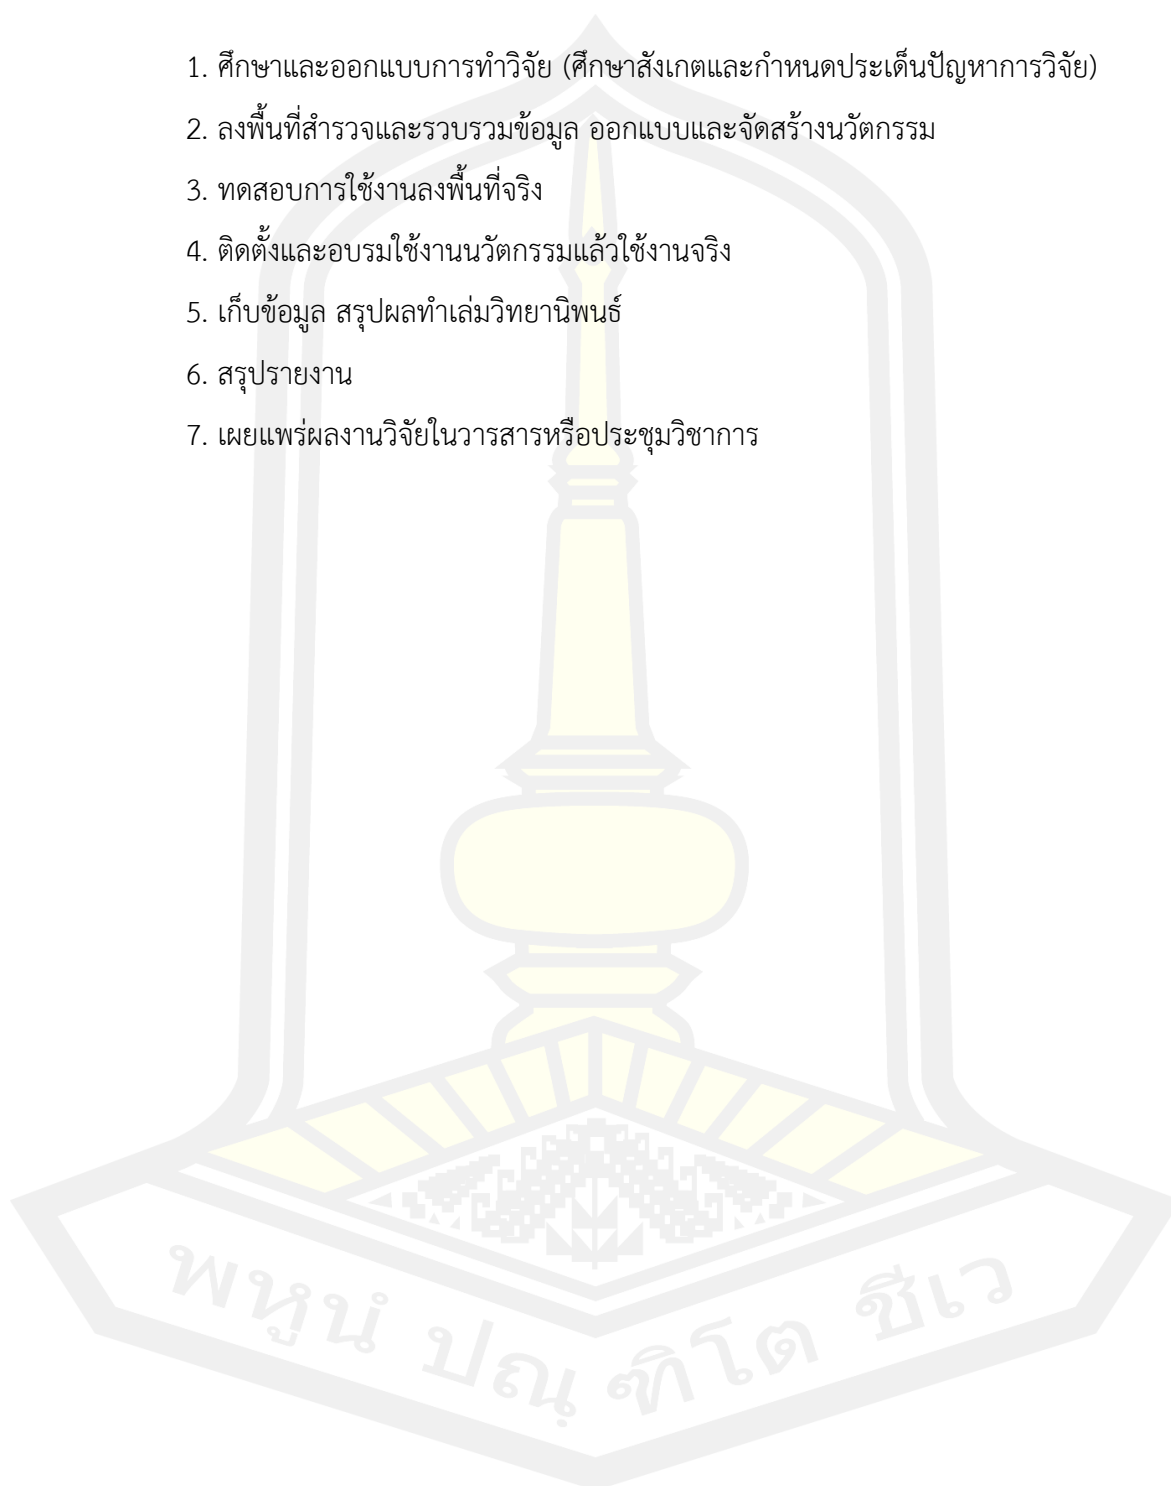 1. ศึกษาและออกแบบการทำวิจัย (ศึกษาสังเกตและกำหนดประเด็นปัญหาการวิจัย)
2. ลงพื้นที่สำรวจและรวบรวมข้อมูล ออกแบบและจัดสร้างนวัตกรรม
3. ทดสอบการใช้งานลงพื้นที่จริง
4. ติดตั้งและอบรมใช้งานนวัตกรรมแล้วใช้งานจริง
5. เก็บข้อมูล สรุปผลทำเล่มวิทยานิพนธ์
6. สรุปรายงาน
7. เผยแพร่ผลงานวิจัยในวารสารหรือประชุมวิชาการ
พหูนํ ปณฺ ฑิโต ชีเว